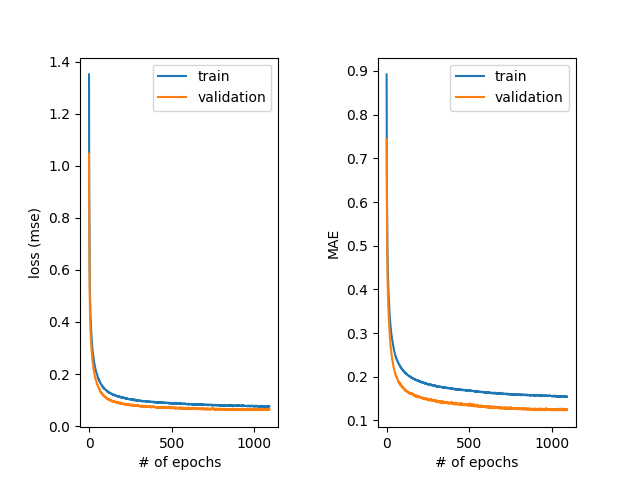 1.4
1.2
1.0
0.8
0.6
0.4
0.2
0.0
loss (mse)
0
500
1000
# of epochs
train
validation
0.9
0.8
0.7
0.6
0.5
0.4
0.3
0.2
0.1
MAE
0
500
1000
# of epochs
train
validation